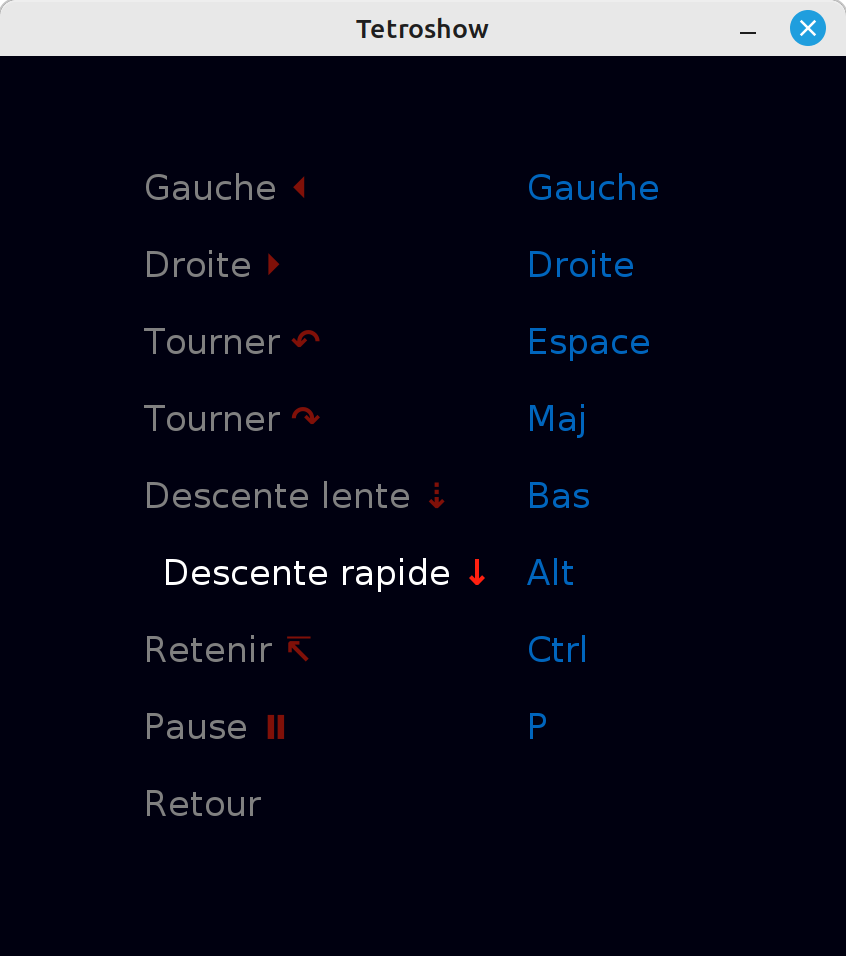 Tetroshow
Gauche ⏴ Gauche
Droite ⏵ Droite
Tourner ↶ Espace
Tourner ↷ Maj
Descente lente ⇣ Bas
Descente rapide ↓ Alt
Retenir ⇱ Ctrl
Pause ⏸ P
Retour